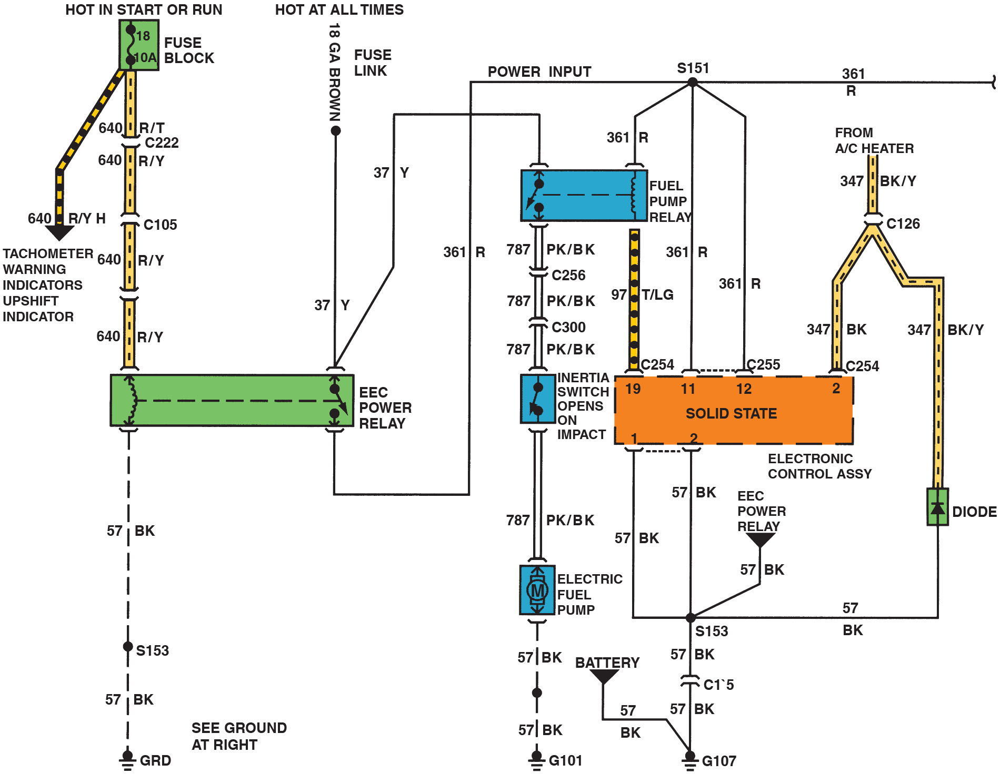 HOT IN START OR RUN
HOT AT ALL TIMES
18
10A
FUSE
BLOCK
18 GA BROWN
FUSE
LINK
POWER INPUT
S151
361
R
640 R/T
C222
640 R/Y
C105
640 R/Y H
TACHOMETER
WARNING
INDICATORS
UPSHIFT
INDICATOR
640 R/Y
640 R/Y
37 Y
37 Y
361 R
361 R
FROM
A/C HEATER
347 BK/Y
C126
FUEL
PUMP
RELAY
787 PK/BK
C256
787 PK/BK
C300
787 PK/BK
97 T/LG
361 R
361 R
347 BK
347 BK/Y
C254
C255
C254
EEC
POWER
RELAY
INERTIA
SWITCH
OPENS
ON
IMPACT
19
11
12
2
SOLID STATE
1
2
ELECTRONIC
CONTROL ASSY
57 BK
57 BK
787 PK/BK
57 BK
EEC
POWER
RELAY
DIODE
57 BK
M
ELECTRIC
FUEL
PUMP
57
BK
S153
S153
57 BK
57 BK
BATTERY
57 BK
C1`5
57 BK
57
BK
57 BK
SEE GROUND
AT RIGHT
57 BK
GRD
G101
G107